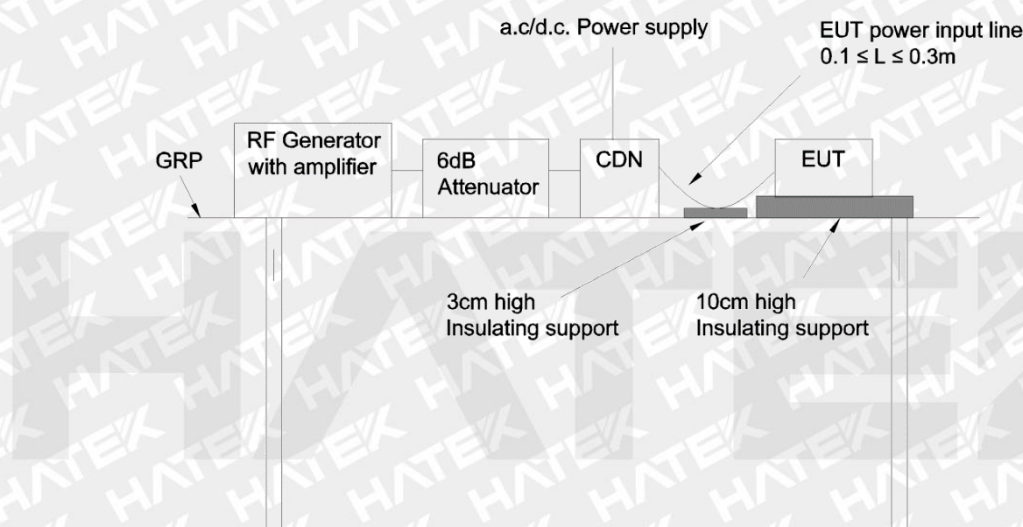 a.c/d.c. Power supply
EUT power input line
0.1 ≤ L ≤ 0.3m
GRP
RF Generator
with amplifier
6dB
Attenuator
CDN
EUT
3cm high
Insulating support
10cm high
Insulating support
HATEK